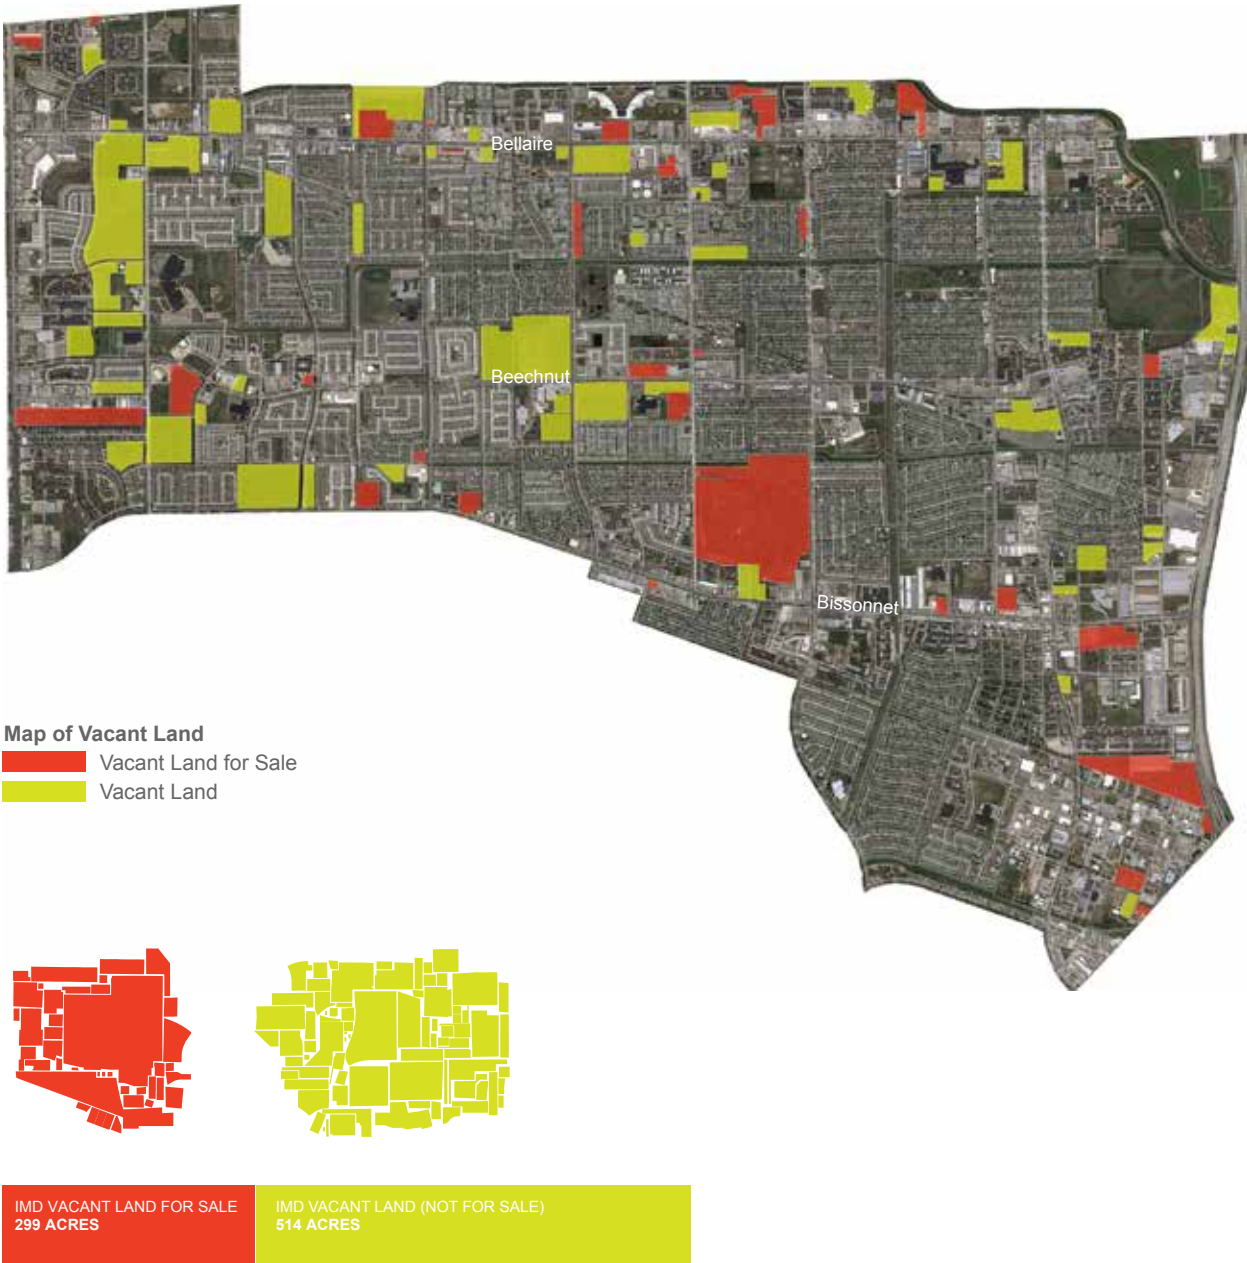 Bellaire
Beechnut
Bissonnet
Map of Vacant Land
Vacant Land for Sale
Vacant Land
IMD VACANT LAND FOR SALE
299 ACRES
IMD VACANT LAND (NOT FOR SALE)
514 ACRES